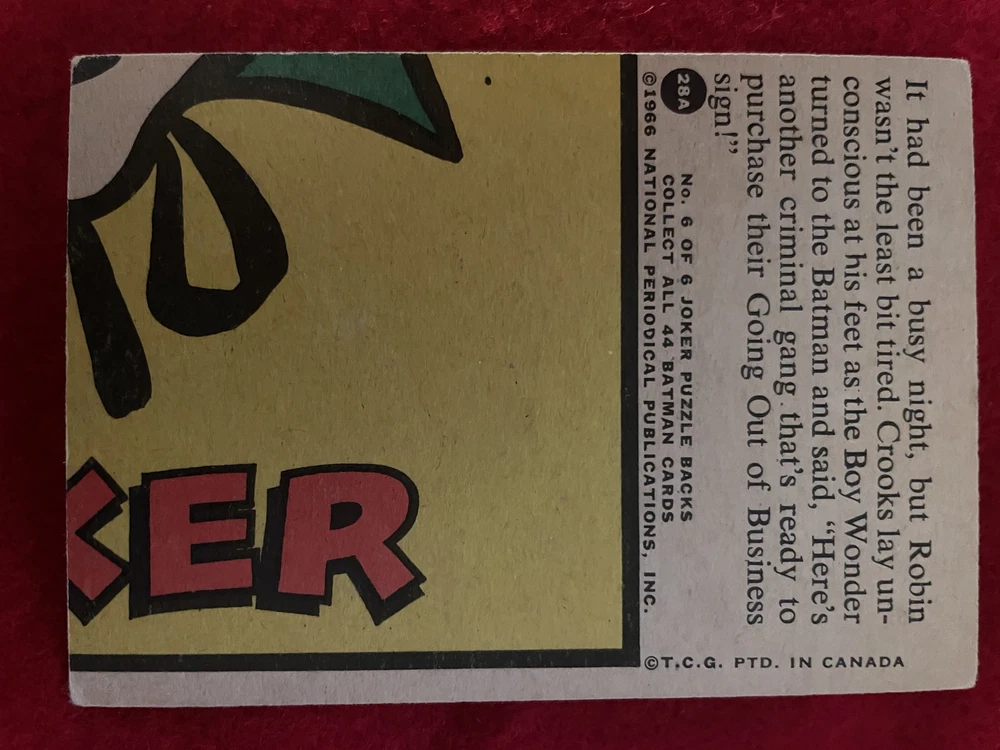 It had been a busy night, but Robin
wasn't the least bit tired. Crooks lay un-
conscious at his feet as the Boy Wonder
turned to the Batman and said, “Here's
another criminal gang that's ready to
purchase their Going Out of Business
sign!”
28A
No. 6 OF 6 JOKER PUZZLE BACKS
COLLECT ALL 44 BATMAN CARDS
©1966 NATIONAL PERIODICAL PUBLICATIONS, INC.
©T.C.G. PTD. IN CANADA
KER